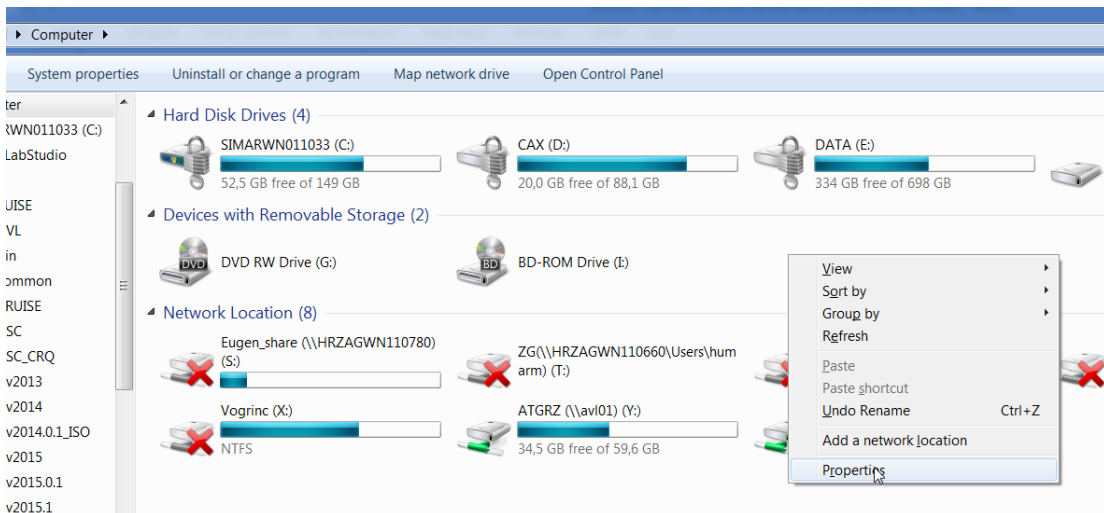 Computer
System properties Uninstall or change a program Map network drive Open Control Panel
ter
RWN011033 (C:)
LabStudio
UISE
VL
in
ommon
RUISE
SC
SC_CRQ
v2013
v2014
v2014.0.1_ISO
v2015
v2015.0.1
v2015.1
Hard Disk Drives (4)
SIMARWN011033 (C:)
52,5 GB free of 149 GB
CAX (D:)
20,0 GB free of 88,1 GB
DATA (E:)
334 GB free of 698 GB
Devices with Removable Storage (2)
DVD
DVD RW Drive (G:)
BD
BD-ROM Drive (I:)
Network Location (8)
Eugen_share (\\HRZAGWN110780)
(S:)
ZG(\\HRZAGWN110660\Users\hum
arm) (T:)
Vogrinc (X:)
NTFS
ATGRZ (\\avl01) (Y:)
34,5 GB free of 59,6 GB
View
Sort by
Group by
Refresh
Paste
Paste shortcut
Undo Rename Ctrl+Z
Add a network location
Properties